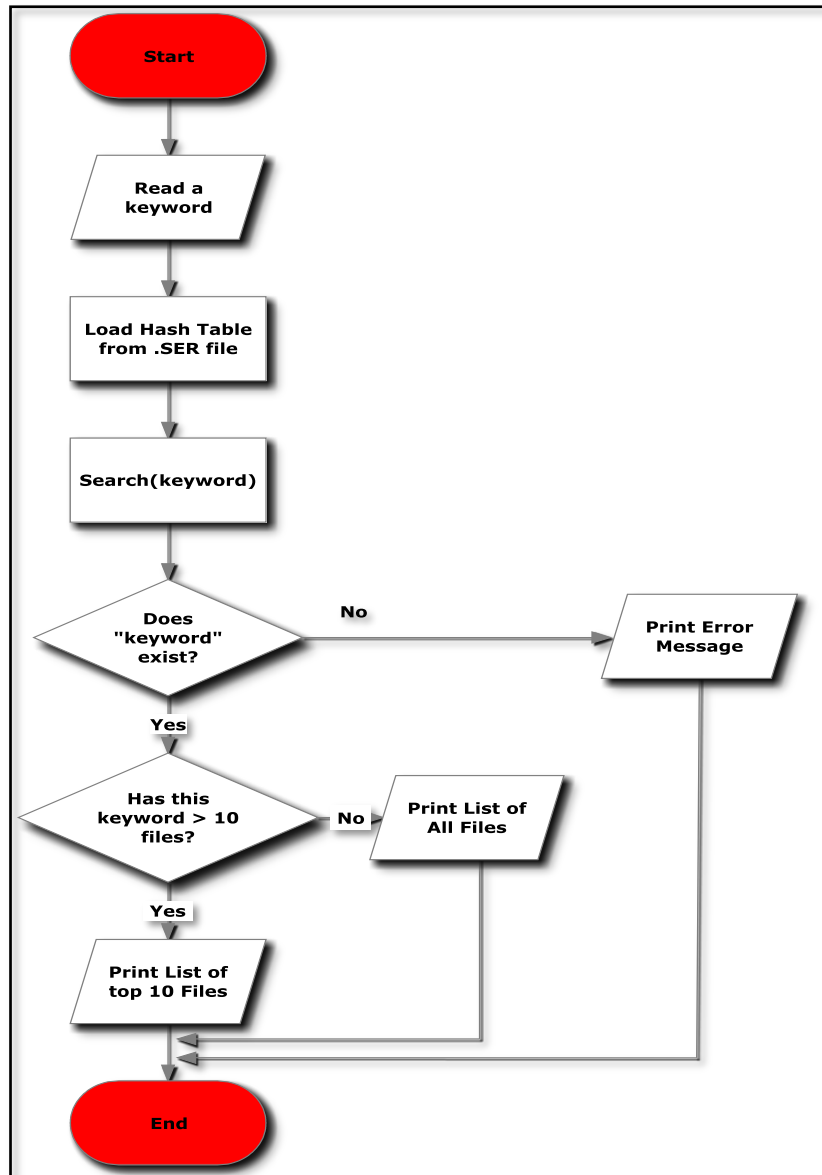 Start
Read a
keyword
Load Hash Table
from .SER file
Search(keyword)
Does
"keyword"
exist?
No
Print Error
Message
Yes
Has this
keyword > 10
files?
No
Print List of
All Files
Yes
Print List of
top 10 Files
End